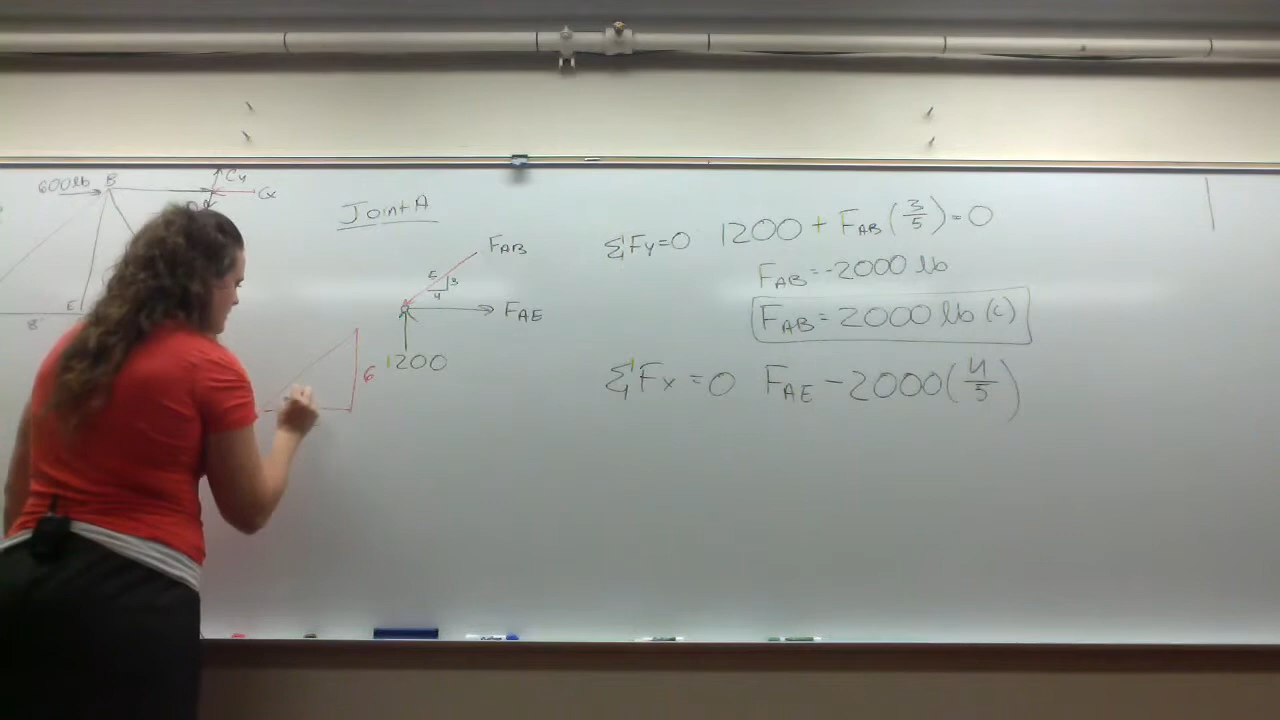 600lb
B
Cy
Cx
E
8'
Joint A
FAB
5
3
4
A
FAE
1200
6
ΣFy=0 1200 + FAB(3/5)=0
FAB=-2000 lb
FAB= 2000 lb (c)
ΣFx=0 FAE - 2000(4/5)